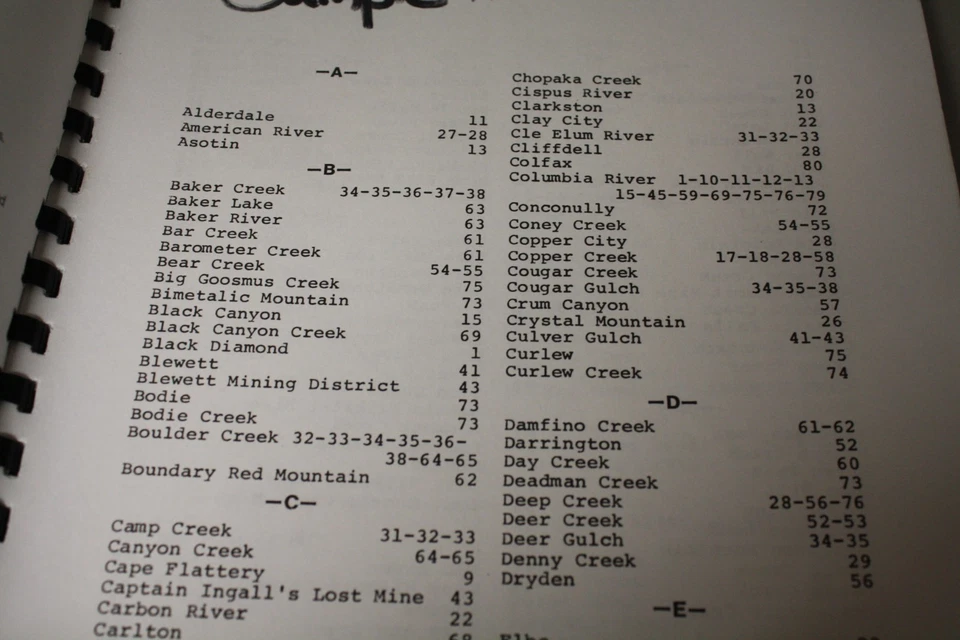 —A—
Alderdale 11
American River 27-28
Asotin 13
—B—
Baker Creek 34-35-36-37-38
Baker Lake 63
Baker River 63
Bar Creek 61
Barometer Creek 61
Bear Creek 54-55
Big Goosmus Creek 75
Bimetalic Mountain 73
Black Canyon 15
Black Canyon Creek 69
Black Diamond 1
Blewett 41
Blewett Mining District 43
Bodie 73
Bodie Creek 73
Boulder Creek 32-33-34-35-36-
38-64-65
Boundary Red Mountain 62
—C—
Camp Creek 31-32-33
Canyon Creek 64-65
Cape Flattery 9
Captain Ingall's Lost Mine 43
Carbon River 22
Carlton 68
Chopaka Creek 70
Cispus River 20
Clarkston 13
Clay City 22
Cle Elum River 31-32-33
Cliffdell 28
Colfax 80
Columbia River 1-10-11-12-13
15-45-59-69-75-76-79
Conconully 72
Coney Creek 54-55
Copper City 28
Copper Creek 17-18-28-58
Cougar Creek 73
Cougar Gulch 34-35-38
Crum Canyon 57
Crystal Mountain 26
Culver Gulch 41-43
Curlew 75
Curlew Creek 74
—D—
Damfino Creek 61-62
Darrington 52
Day Creek 60
Deadman Creek 73
Deep Creek 28-56-76
Deer Creek 52-53
Deer Gulch 34-35
Denny Creek 29
Dryden 56
—E—